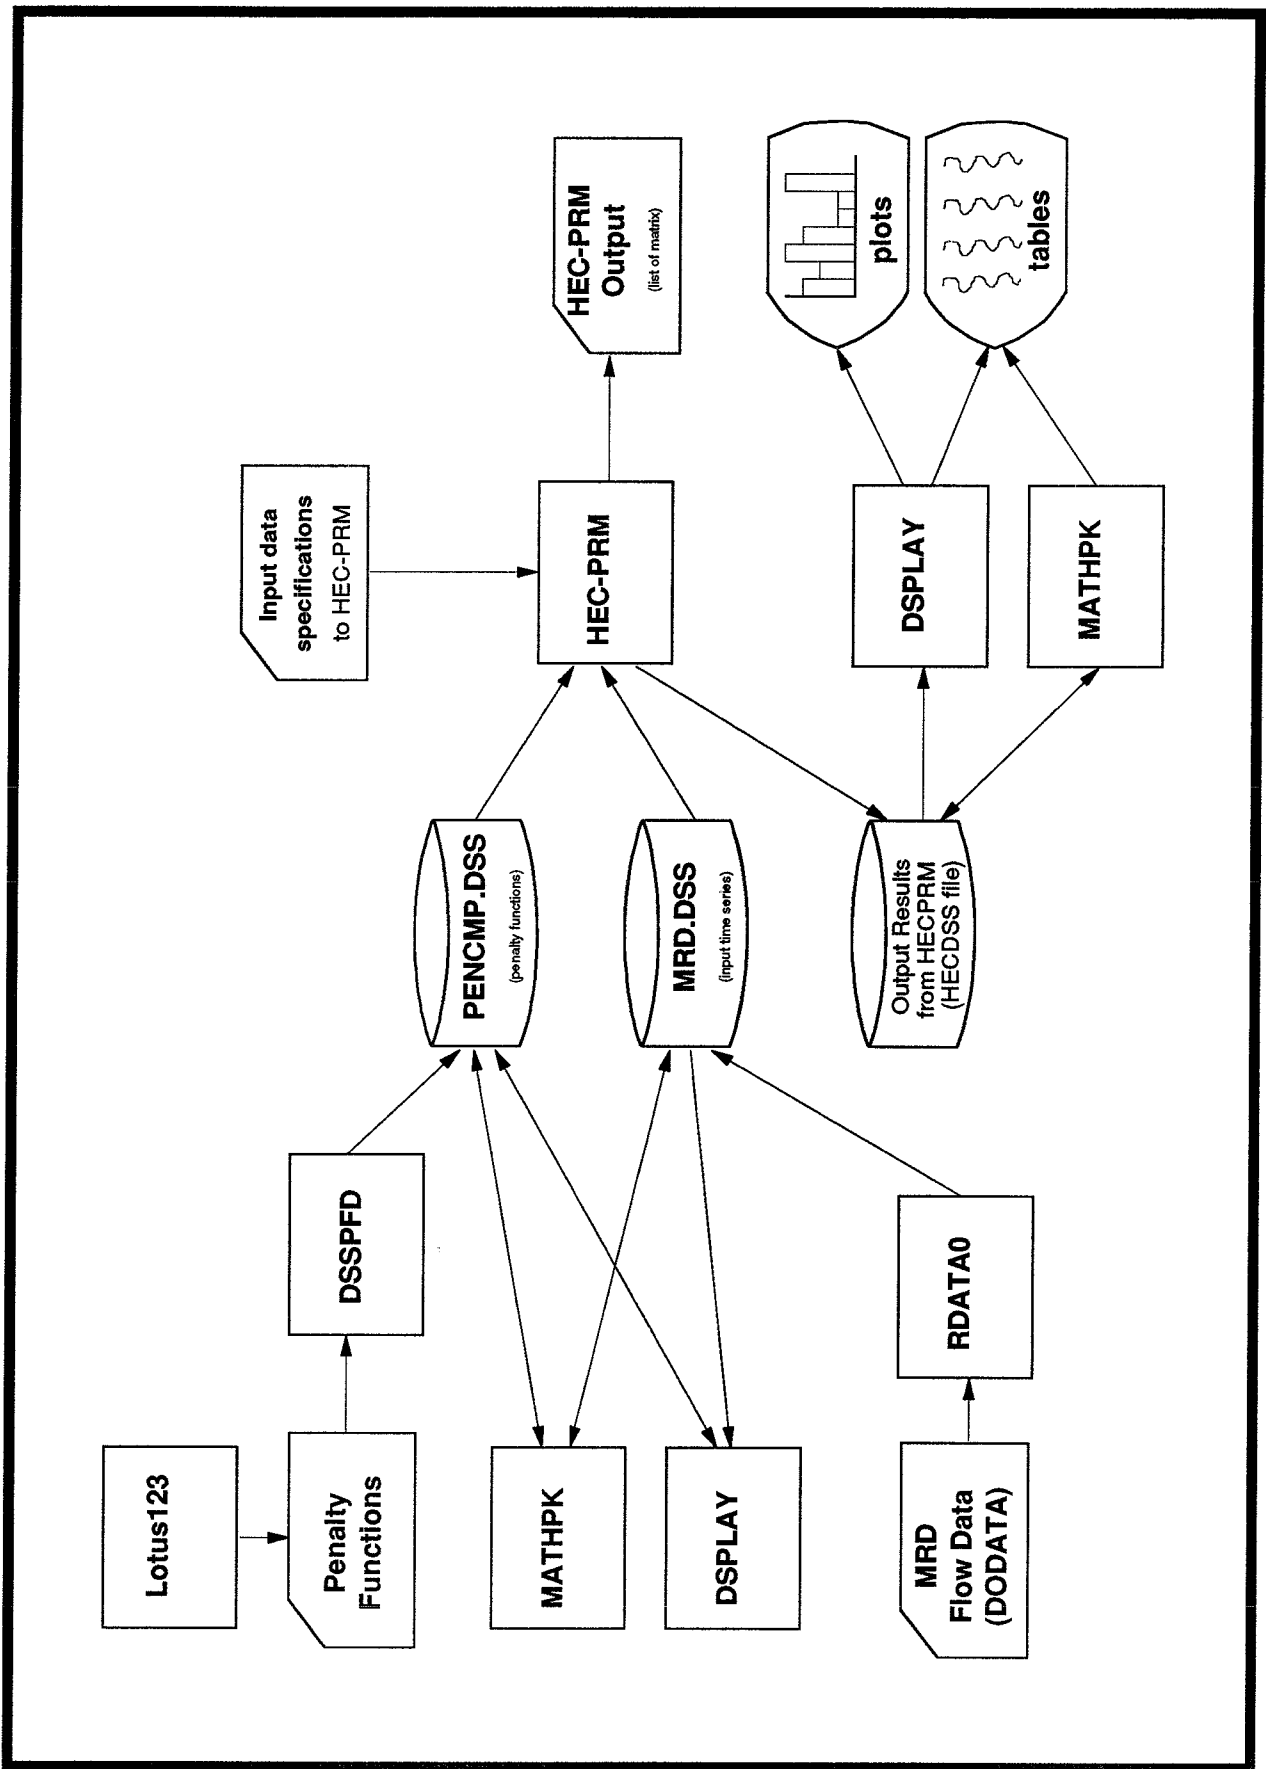 Lotus123
Penalty
Functions
DSSPFD
MATHPK
DSPLAY
MRD
Flow Data
(DODATA)
RDATA0
PENCMP.DSS
(penalty functions)
MRD.DSS
(input time series)
Output Results
from HECPRM
(HECDSS file)
Input data
specifications
to HEC-PRM
HEC-PRM
HEC-PRM
Output
(list of matrix)
DSPLAY
MATHPK
plots
tables